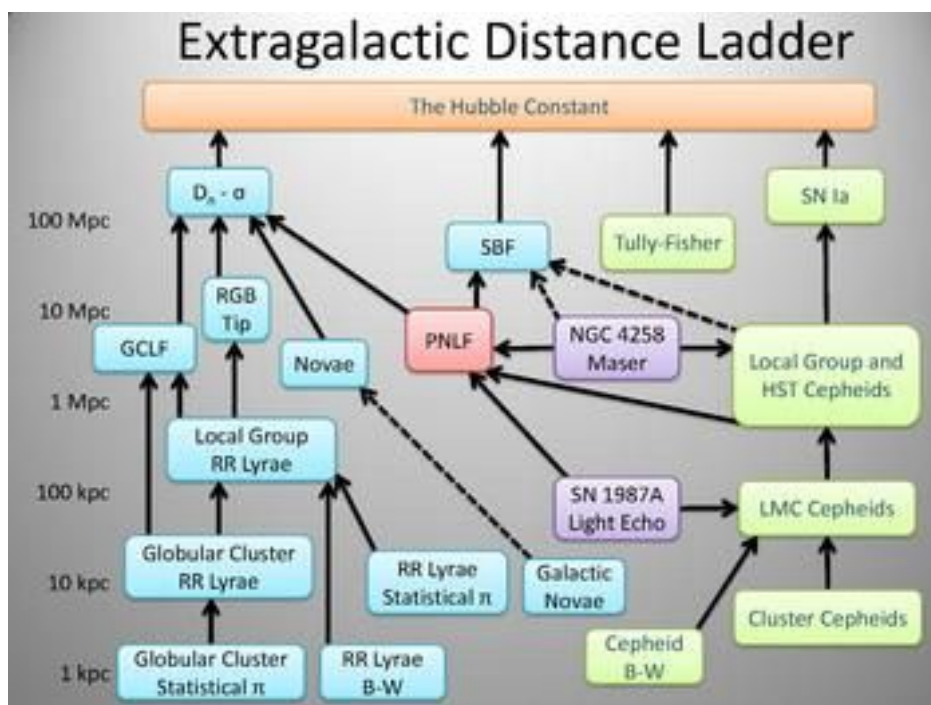 Extragalactic Distance Ladder
The Hubble Constant
Dₙ - σ
SN Ia
100 Mpc
SBF
Tully-Fisher
RGB
Tip
10 Mpc
GCLF
Novae
PNLF
NGC 4258
Maser
Local Group and
HST Cepheids
1 Mpc
Local Group
RR Lyrae
100 kpc
SN 1987A
Light Echo
LMC Cepheids
Globular Cluster
RR Lyrae
10 kpc
RR Lyrae
Statistical π
Galactic
Novae
Cluster Cepheids
1 kpc
Globular Cluster
Statistical π
RR Lyrae
B-W
Cepheid
B-W